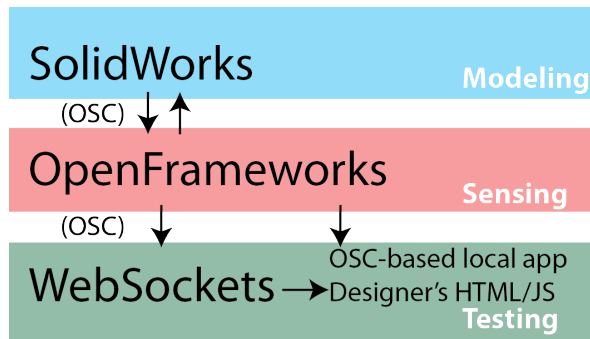 SolidWorks
Modeling
(OSC)
OpenFrameworks
Sensing
(OSC)
OSC-based local app
WebSockets
Designer's HTML/JS
Testing